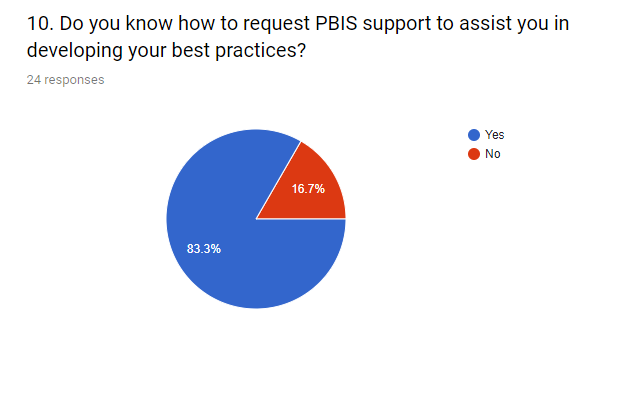 10. Do you know how to request PBIS support to assist you in
developing your best practices?
24 responses
Yes
No
16.7%
83.3%